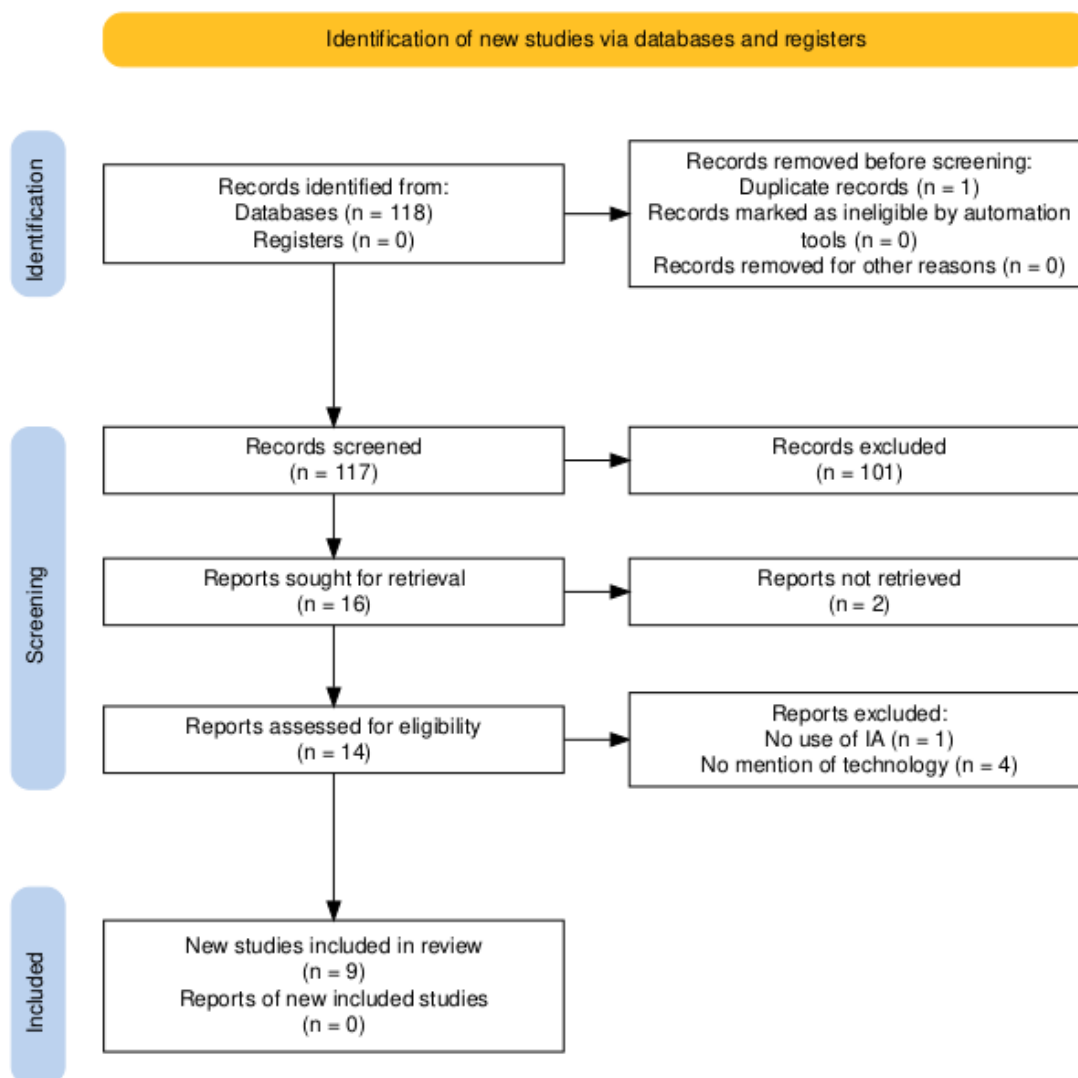 Identification of new studies via databases and registers
Identification
Records identified from:
Databases (n = 118)
Registers (n = 0)
Records removed before screening:
Duplicate records (n = 1)
Records marked as ineligible by automation
tools (n = 0)
Records removed for other reasons (n = 0)
Screening
Records screened
(n = 117)
Records excluded
(n = 101)
Reports sought for retrieval
(n = 16)
Reports not retrieved
(n = 2)
Reports assessed for eligibility
(n = 14)
Reports excluded:
No use of IA (n = 1)
No mention of technology (n = 4)
Included
New studies included in review
(n = 9)
Reports of new included studies
(n = 0)